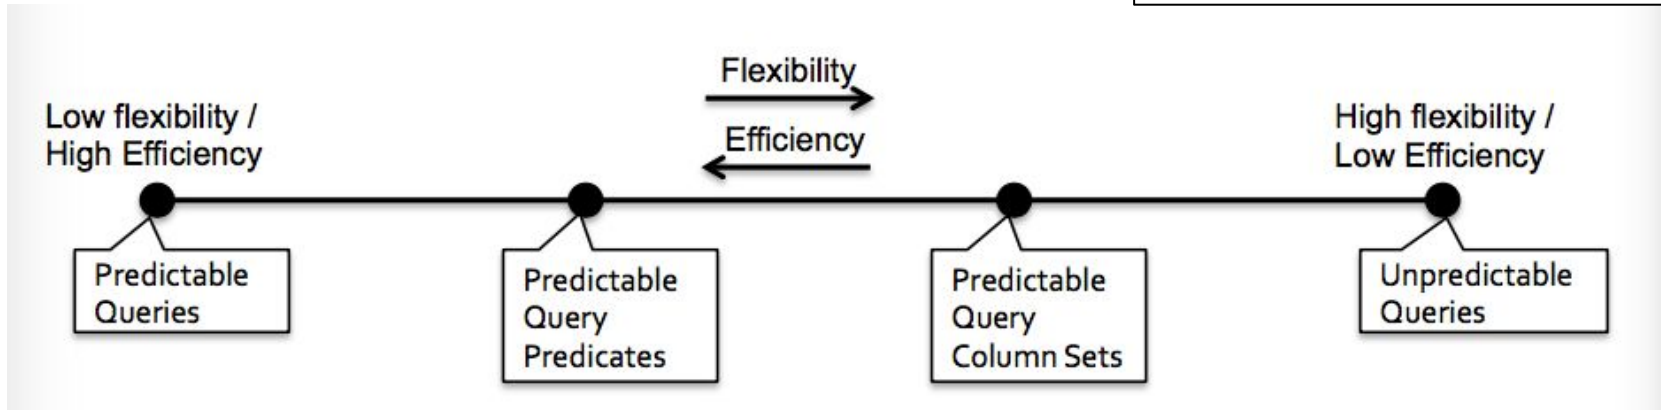 Flexibility
Efficiency
Low flexibility /
High Efficiency
High flexibility /
Low Efficiency
Predictable
Queries
Predictable
Query
Predicates
Predictable
Query
Column Sets
Unpredictable
Queries